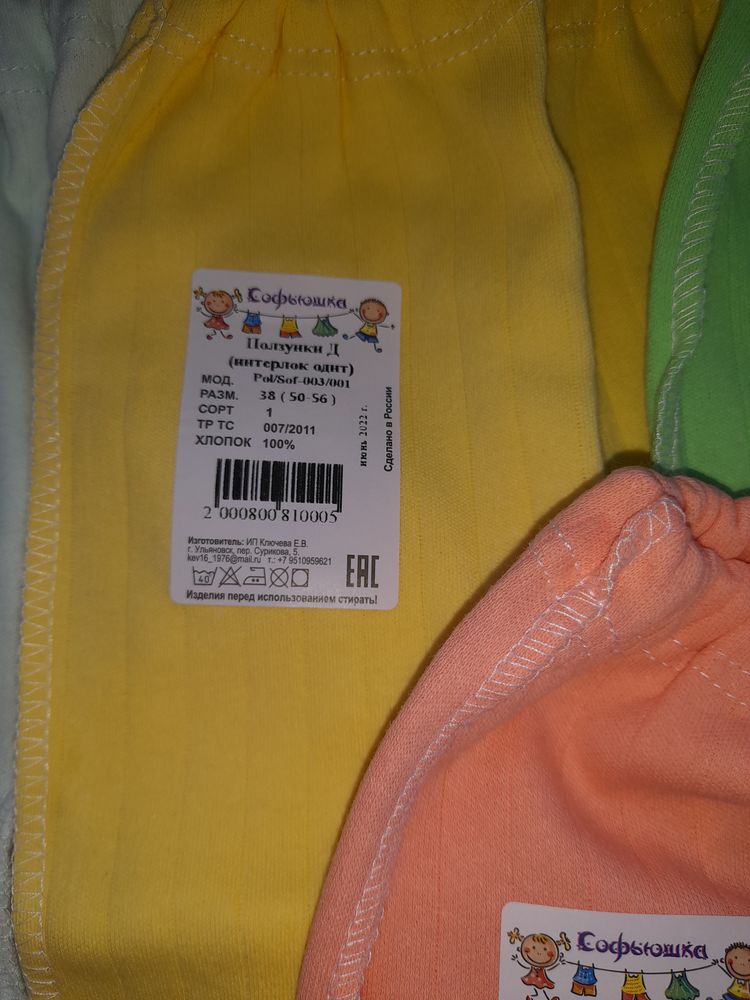 Софьюшка
Ползунки Д
(интерлок однт)
МОД. Pol/Sof-003/001
РАЗМ. 38 ( 50-56 )
СОРТ 1
ТР ТС 007/2011
ХЛОПОК 100%
июнь 2022 г.
Сделано в России
2 000800 810005
Изготовитель: ИП Ключева Е.В.
г. Ульяновск, пер. Сурикова, 5.
kev16_1976@mail.ru т.: +7 9510959621
40
ЕАС
Изделия перед использованием стирать!
Софьюшка